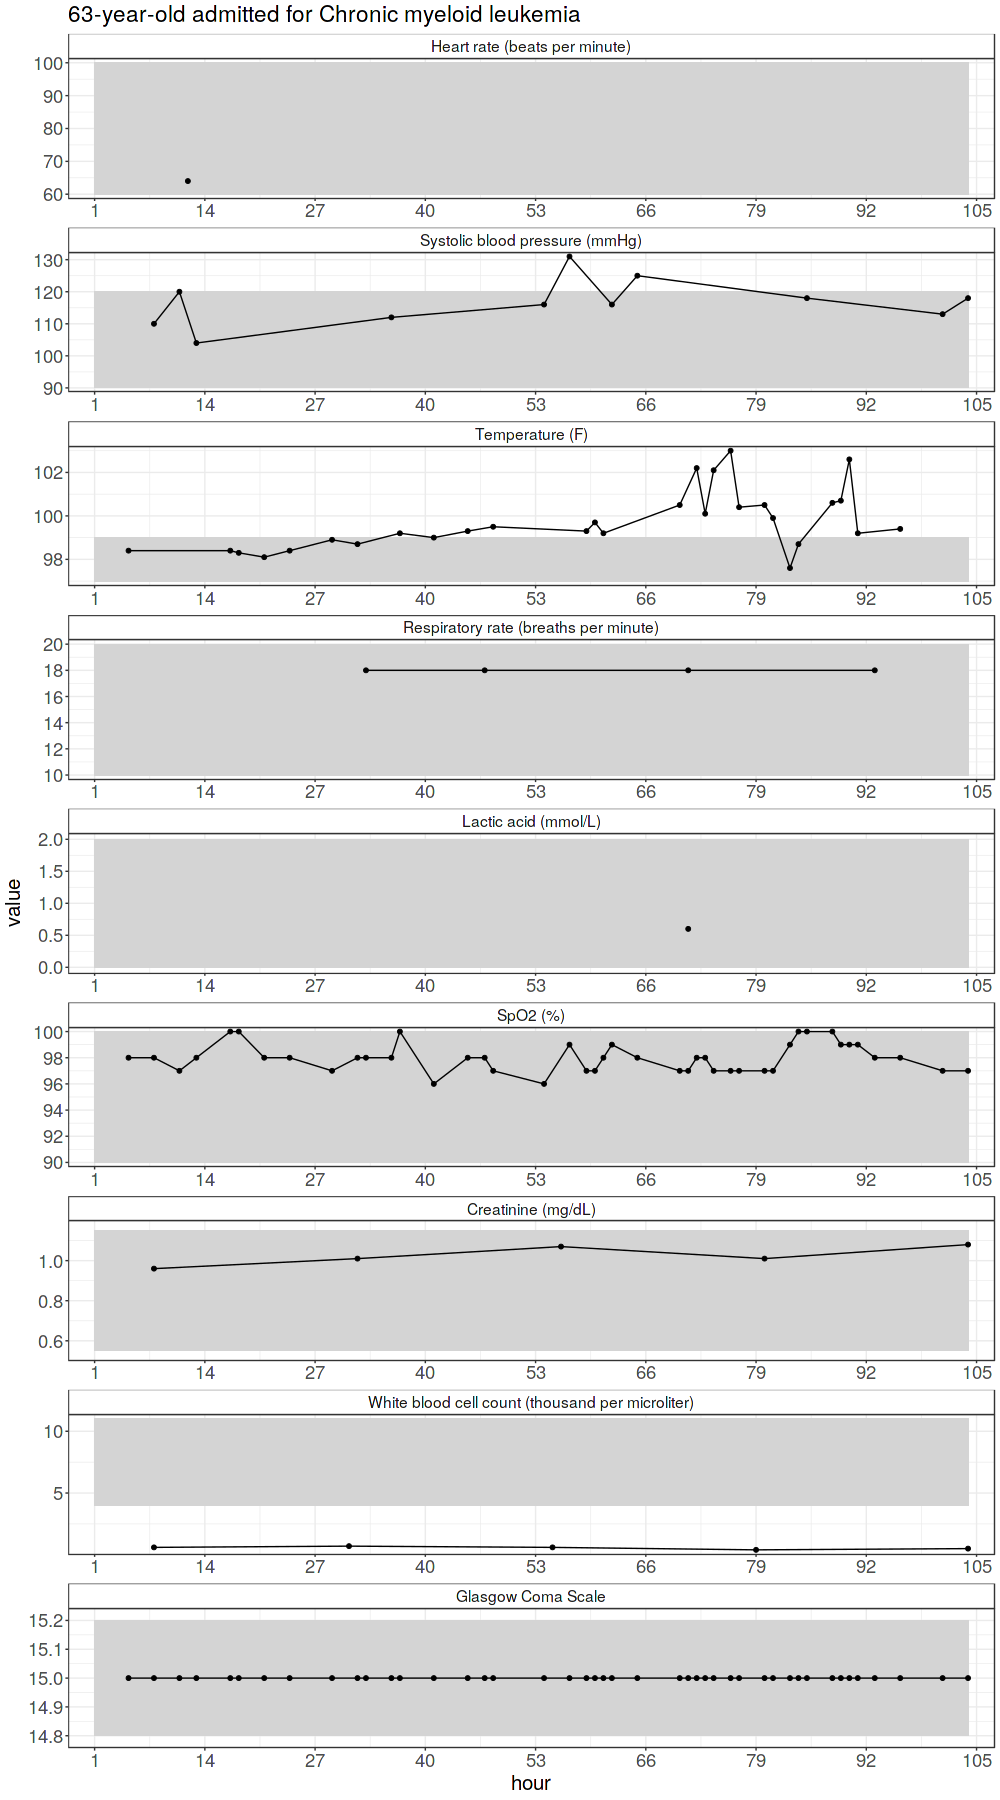 63-year-old admitted for Chronic myeloid leukemia
Heart rate (beats per minute)
100
90
80
70
60
1 14 27 40 53 66 79 92 105
Systolic blood pressure (mmHg)
130
120
110
100
90
1 14 27 40 53 66 79 92 105
Temperature (F)
102
100
98
1 14 27 40 53 66 79 92 105
Respiratory rate (breaths per minute)
20
18
16
14
12
10
1 14 27 40 53 66 79 92 105
Lactic acid (mmol/L)
2.0
1.5
1.0
0.5
0.0
1 14 27 40 53 66 79 92 105
value
SpO2 (%)
100
98
96
94
92
90
1 14 27 40 53 66 79 92 105
Creatinine (mg/dL)
1.0
0.8
0.6
1 14 27 40 53 66 79 92 105
White blood cell count (thousand per microliter)
10
5
1 14 27 40 53 66 79 92 105
Glasgow Coma Scale
15.2
15.1
15.0
14.9
14.8
1 14 27 40 53 66 79 92 105
hour